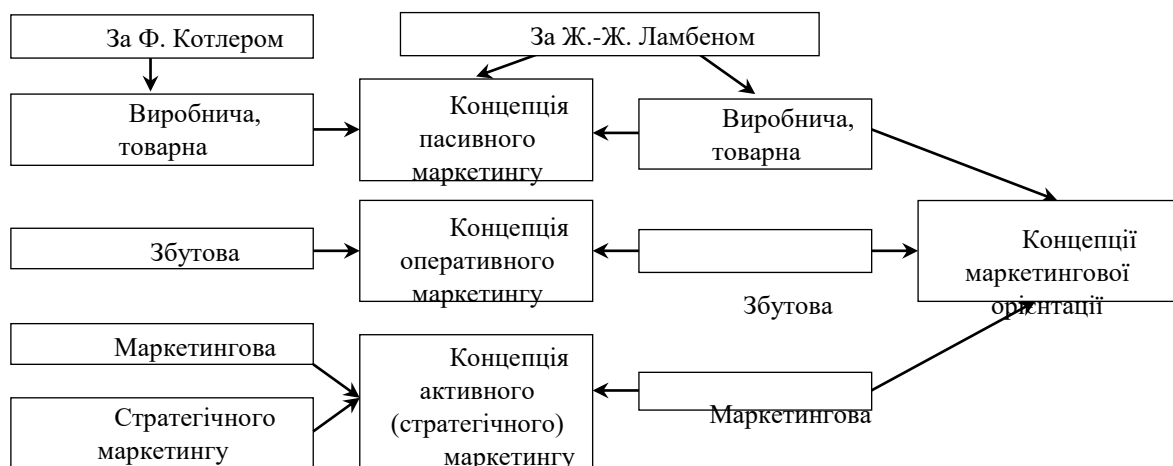 За Ф. Котлером
За Ж.-Ж. Ламбеном
Виробнича,
товарна
Концепція
пасивного
маркетингу
Виробнича,
товарна
Збутова
Концепція
оперативного
маркетингу
Збутова
Концепції
маркетингової
орієнтації
Маркетингова
Стратегічного
маркетингу
Концепція
активного
(стратегічного)
маркетингу
Маркетингова